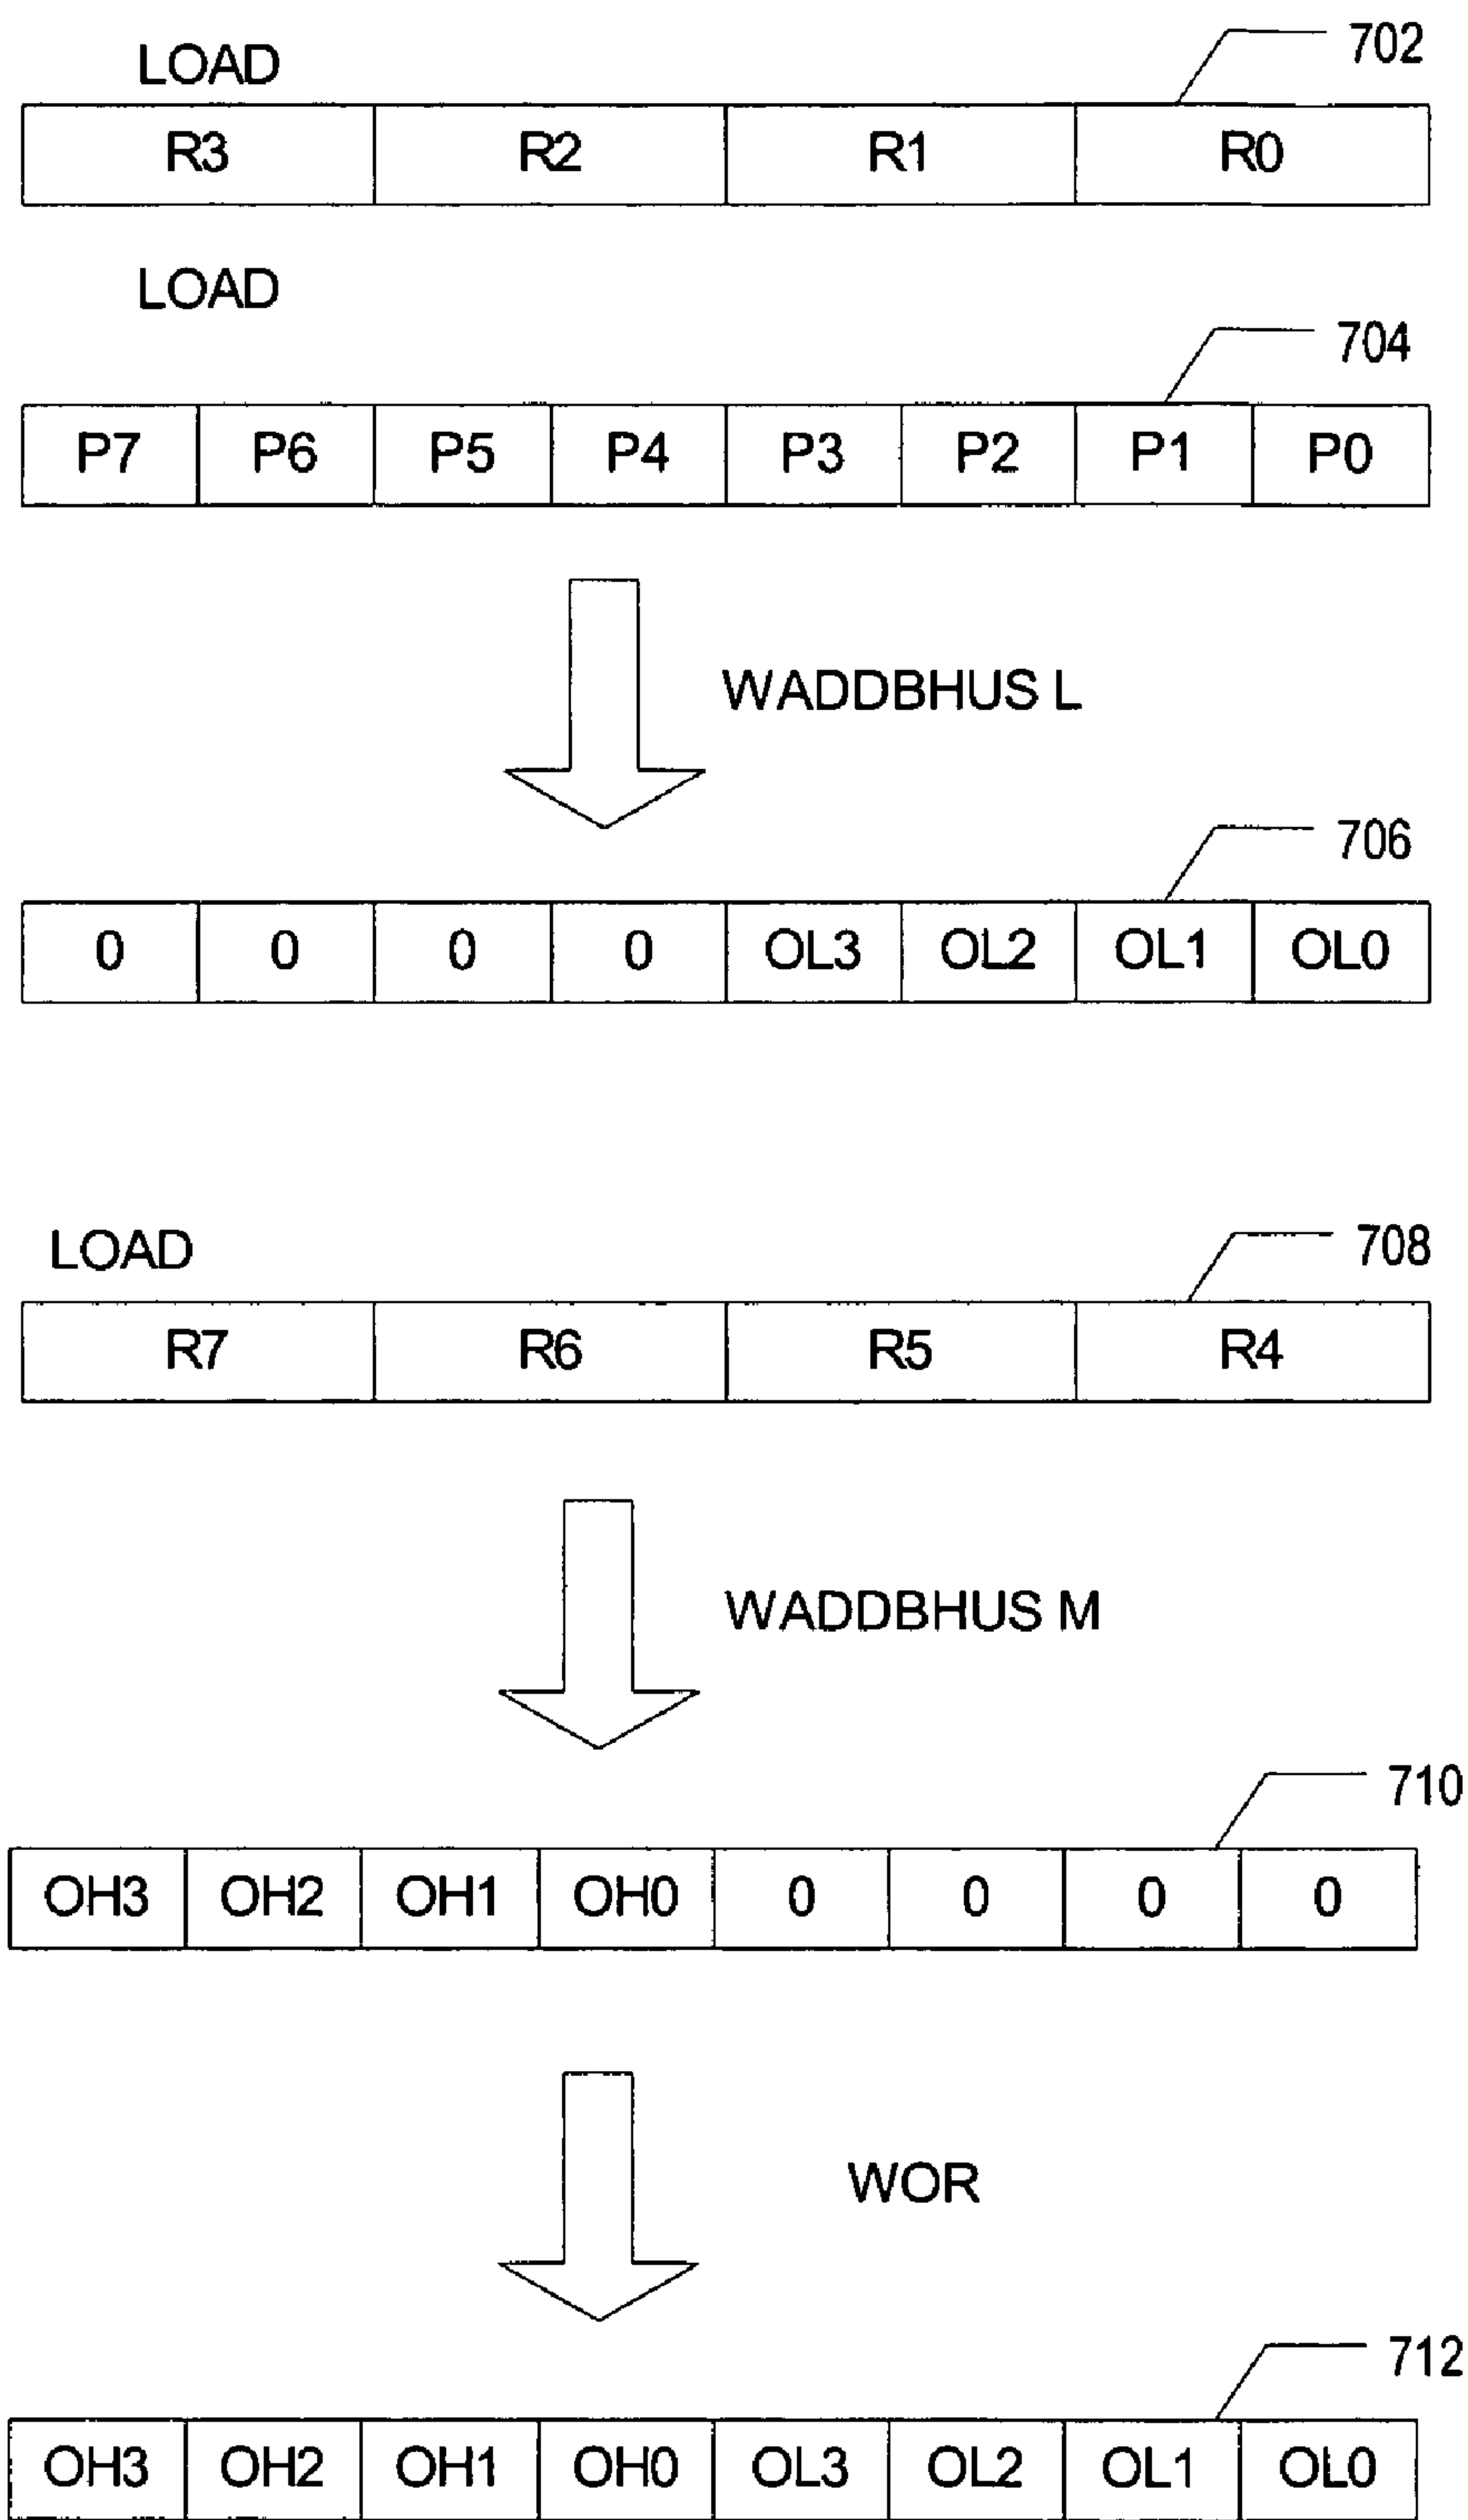 702
LOAD
R3 R2 R1 R0
LOAD
704
P7 P6 P5 P4 P3 P2 P1 P0
WADDBHUS L
706
0 0 0 0 OL3 OL2 OL1 OL0
LOAD
708
R7 R6 R5 R4
WADDBHUS M
710
OH3 OH2 OH1 OH0 0 0 0 0
WOR
712
OH3 OH2 OH1 OH0 OL3 OL2 OL1 OL0